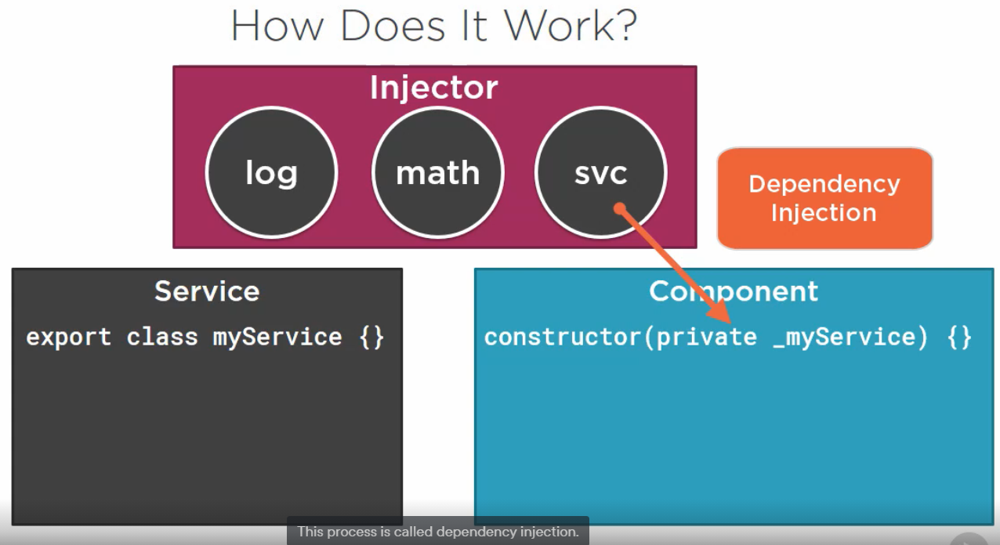 How Does It Work?
Injector
log
math
svc
Dependency
Injection
Service
export class myService {}
Component
constructor(private _myService) {}
This process is called dependency injection.